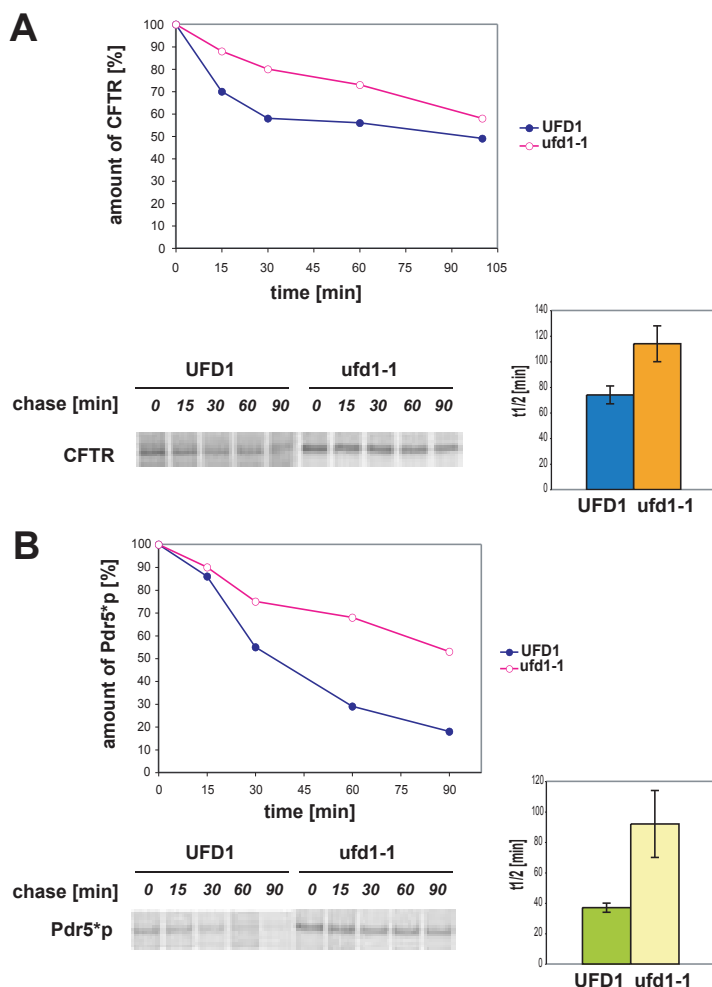 A
amount of CFTR [%]
100
90
80
70
60
50
40
30
20
10
0
0 15 30 45 60 75 90 105
time [min]
UFD1
ufd1-1
UFD1 ufd1-1
chase [min] 0 15 30 60 90 0 15 30 60 90
CFTR
t1/2 [min]
140
120
100
80
60
40
20
0
UFD1 ufd1-1
B
amount of Pdr5*p [%]
100
90
80
70
60
50
40
30
20
10
0
0 15 30 45 60 75 90
time [min]
UFD1
ufd1-1
UFD1 ufd1-1
chase [min] 0 15 30 60 90 0 15 30 60 90
Pdr5*p
t1/2 [min]
120
100
80
60
40
20
0
UFD1 ufd1-1